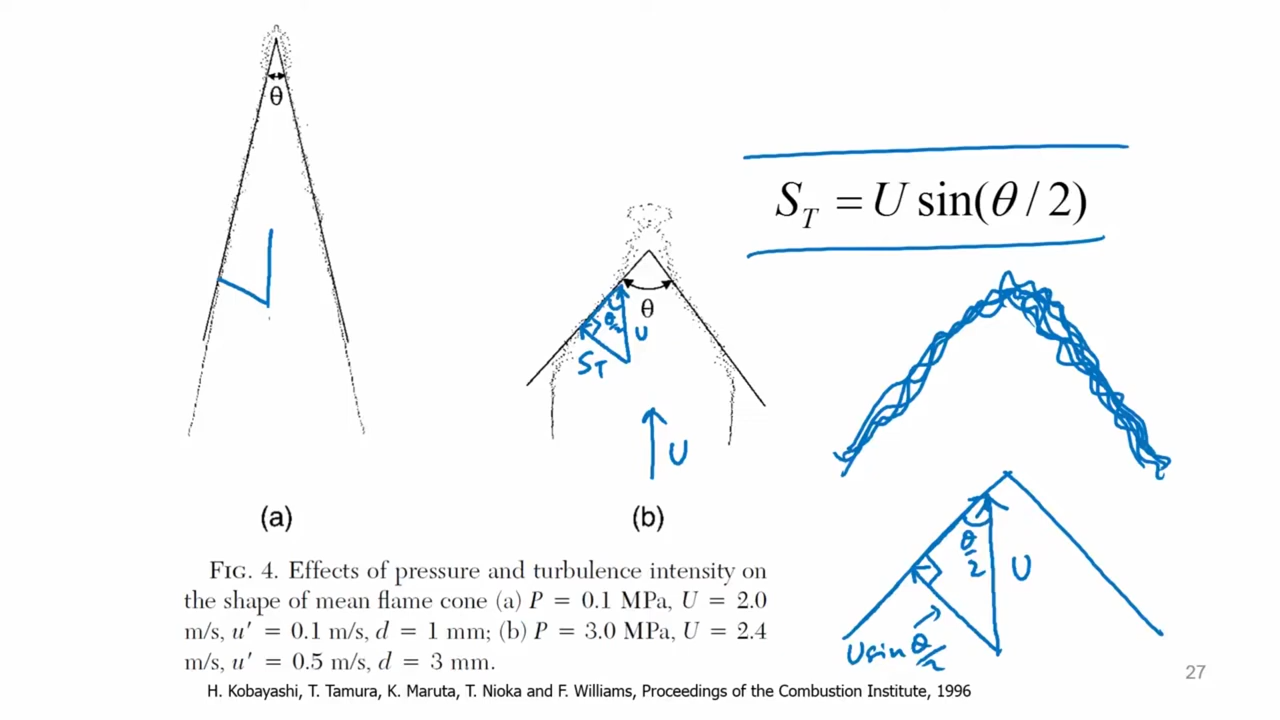 θ
S_T = U sin(θ / 2)
θ
θ/2
U
S_T
U
θ/2
U
U sin θ/2
(a)
(b)
FIG. 4. Effects of pressure and turbulence intensity on
the shape of mean flame cone (a) P = 0.1 MPa, U = 2.0
m/s, u′ = 0.1 m/s, d = 1 mm; (b) P = 3.0 MPa, U = 2.4
m/s, u′ = 0.5 m/s, d = 3 mm.
H. Kobayashi, T. Tamura, K. Maruta, T. Nioka and F. Williams, Proceedings of the Combustion Institute, 1996
27